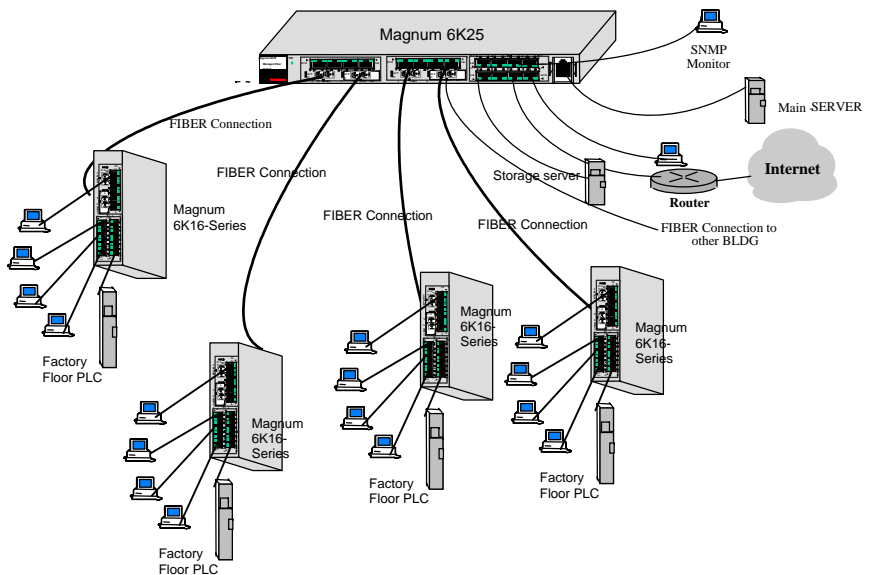 Magnum 6K25
SNMP
Monitor
Main -SERVER
FIBER Connection
FIBER Connection
Storage server
Internet
Router
Magnum
6K16-Series
FIBER Connection
FIBER Connection
FIBER Connection to
other BLDG
Magnum
6K16-
Series
Magnum
6K16-
Series
Factory
Floor PLC
Magnum
6K16-
Series
Factory
Floor PLC
Factory
Floor PLC
Factory
Floor PLC